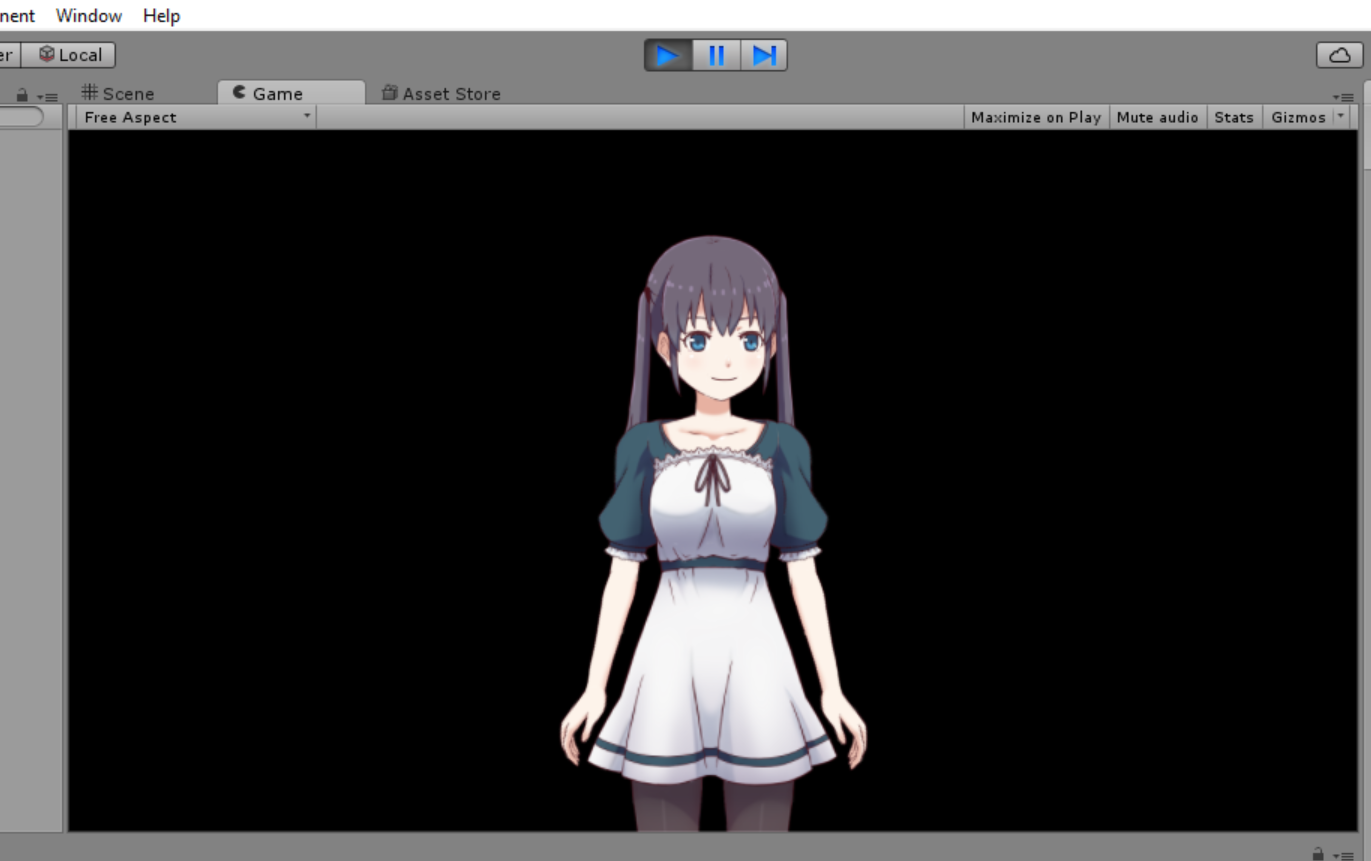 nent Window Help
er Local
Scene Game Asset Store
Free Aspect Maximize on Play Mute audio Stats Gizmos